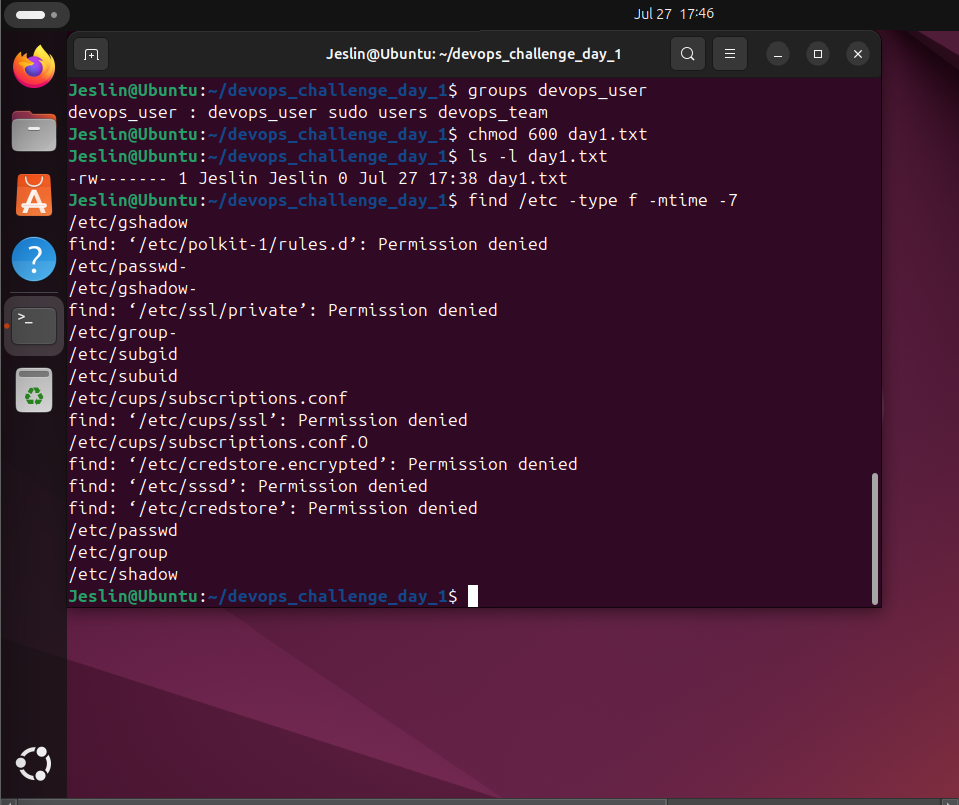 Jul 27 17:46
Jeslin@Ubuntu: ~/devops_challenge_day_1
Jeslin@Ubuntu:~/devops_challenge_day_1$ groups devops_user
devops_user : devops_user sudo users devops_team
Jeslin@Ubuntu:~/devops_challenge_day_1$ chmod 600 day1.txt
Jeslin@Ubuntu:~/devops_challenge_day_1$ ls -l day1.txt
-rw------- 1 Jeslin Jeslin 0 Jul 27 17:38 day1.txt
Jeslin@Ubuntu:~/devops_challenge_day_1$ find /etc -type f -mtime -7
/etc/gshadow
find: ‘/etc/polkit-1/rules.d’: Permission denied
/etc/passwd-
/etc/gshadow-
find: ‘/etc/ssl/private’: Permission denied
/etc/group-
/etc/subgid
/etc/subuid
/etc/cups/subscriptions.conf
find: ‘/etc/cups/ssl’: Permission denied
/etc/cups/subscriptions.conf.O
find: ‘/etc/credstore.encrypted’: Permission denied
find: ‘/etc/sssd’: Permission denied
find: ‘/etc/credstore’: Permission denied
/etc/passwd
/etc/group
/etc/shadow
Jeslin@Ubuntu:~/devops_challenge_day_1$